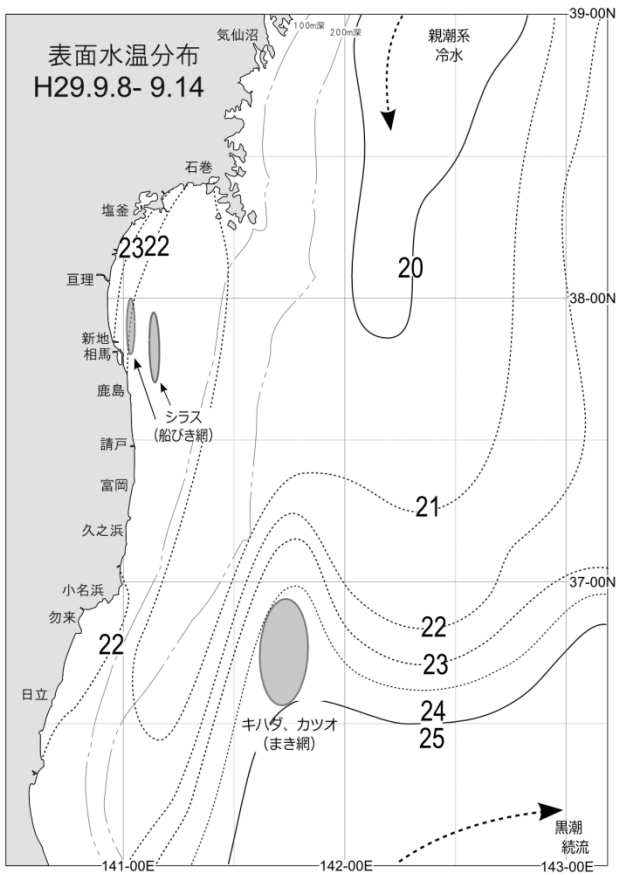 39-00N
気仙沼
100m深
200m深
親潮系
冷水
表面水温分布
H29.9.8- 9.14
石巻
塩釜
23
22
20
亘理
38-00N
新地
相馬
鹿島
シラス
(船びき網)
請戸
富岡
21
久之浜
37-00N
小名浜
勿来
22
22
23
日立
24
キハダ、カツオ
(まき網)
25
黒潮
続流
141-00E
142-00E
143-00E